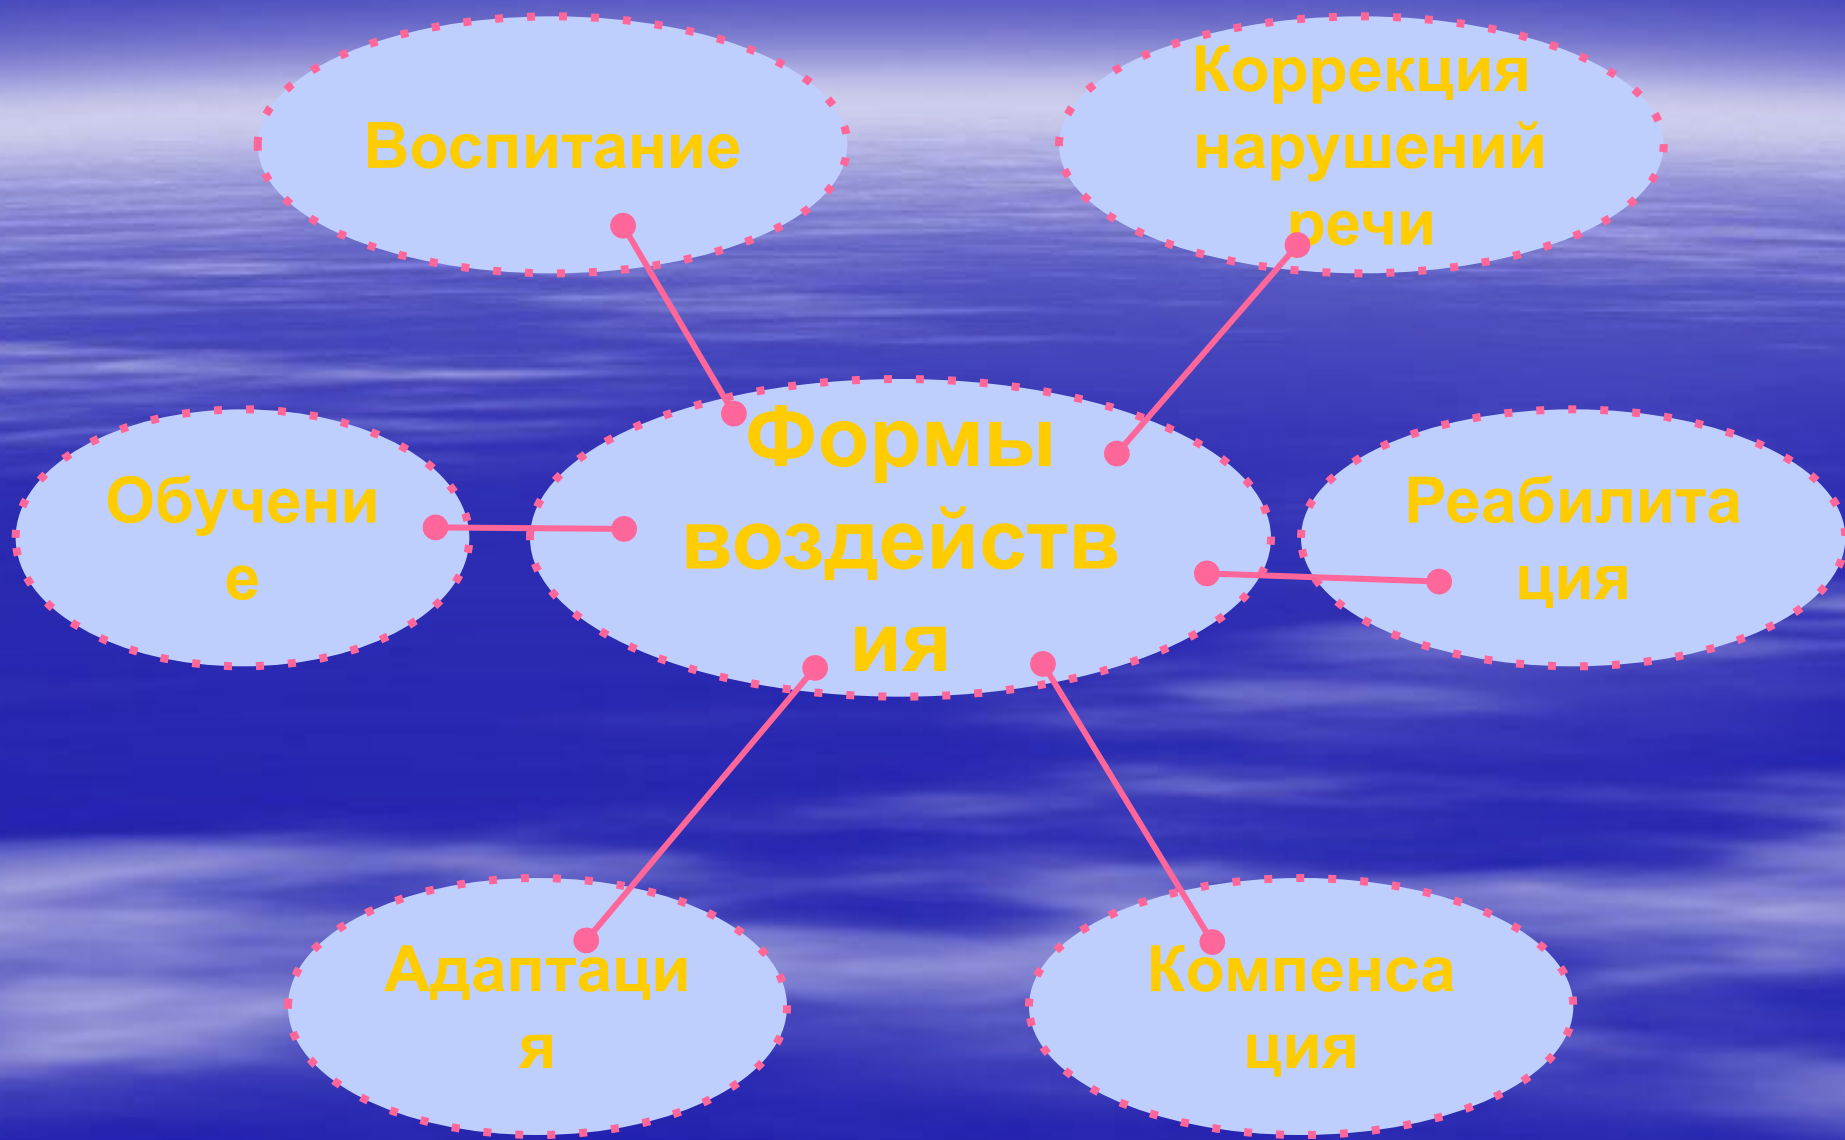 Воспитание
Коррекция
нарушений
речи
Формы
воздейств
ия
Обучени
е
Реабилита
ция
Адаптаци
я
Компенса
ция